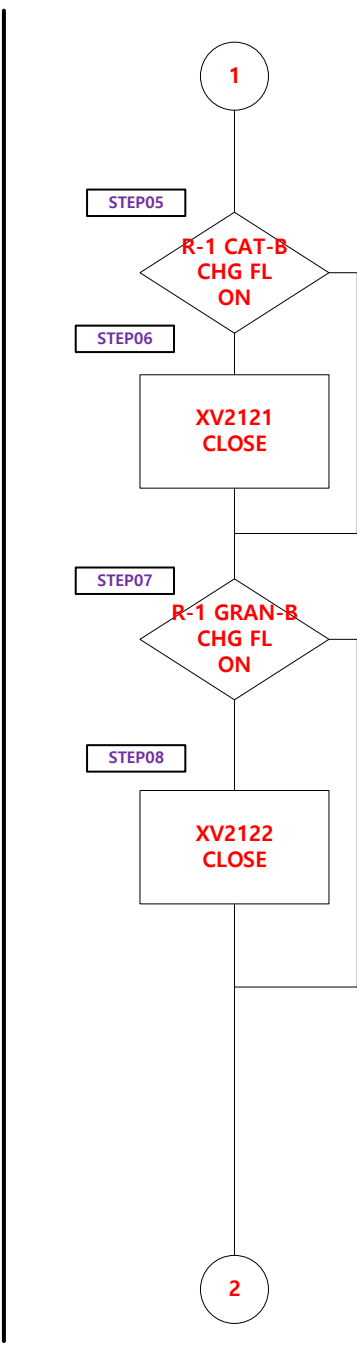 1
STEP05
R-1 CAT-B
CHG FL
ON
STEP06
XV2121
CLOSE
STEP07
R-1 GRAN-B
CHG FL
ON
STEP08
XV2122
CLOSE
2